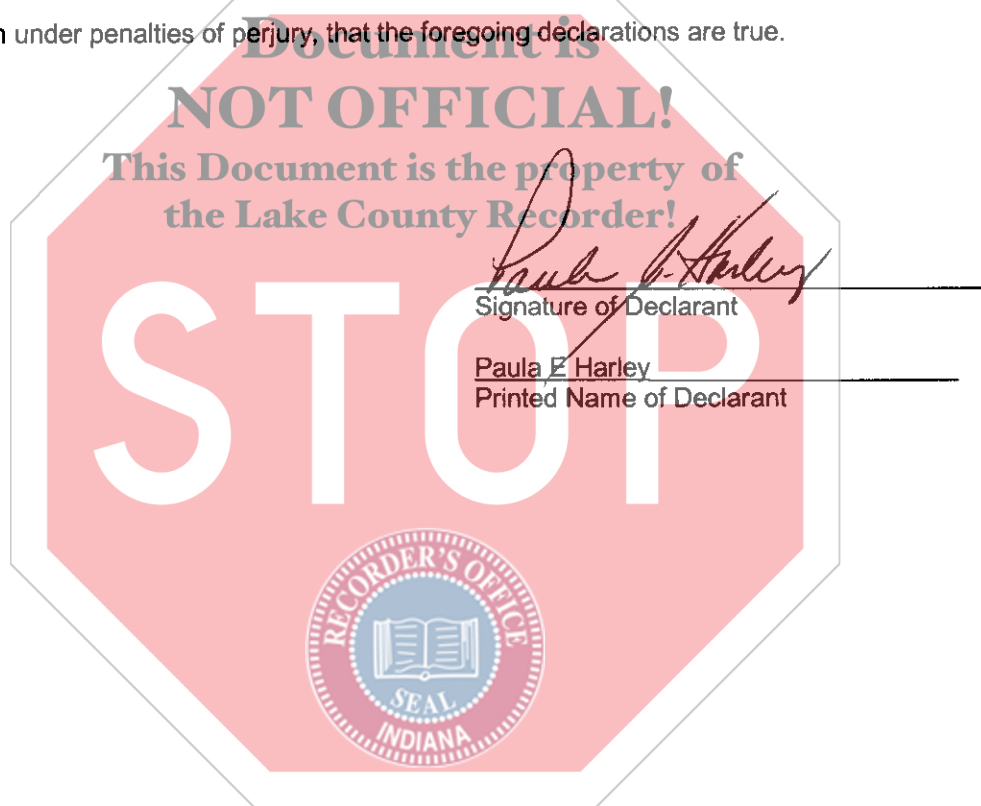 n under penalties of perjury, that the foregoing declarations are true.
Document is
NOT OFFICIAL!
This Document is the property of
the Lake County Recorder!
STOP
Paula E. Harley
Signature of Declarant
Paula E Harley
Printed Name of Declarant
RECORDER'S OFFICE
SEAL
INDIANA